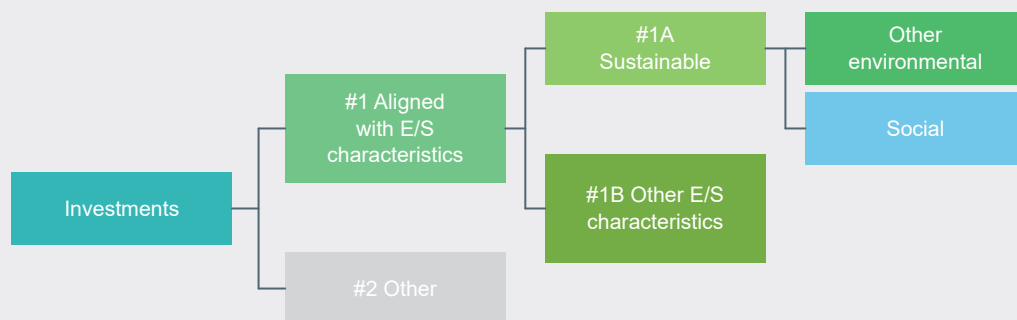 Investments
#1 Aligned
with E/S
characteristics
#2 Other
#1A
Sustainable
#1B Other E/S
characteristics
Other
environmental
Social